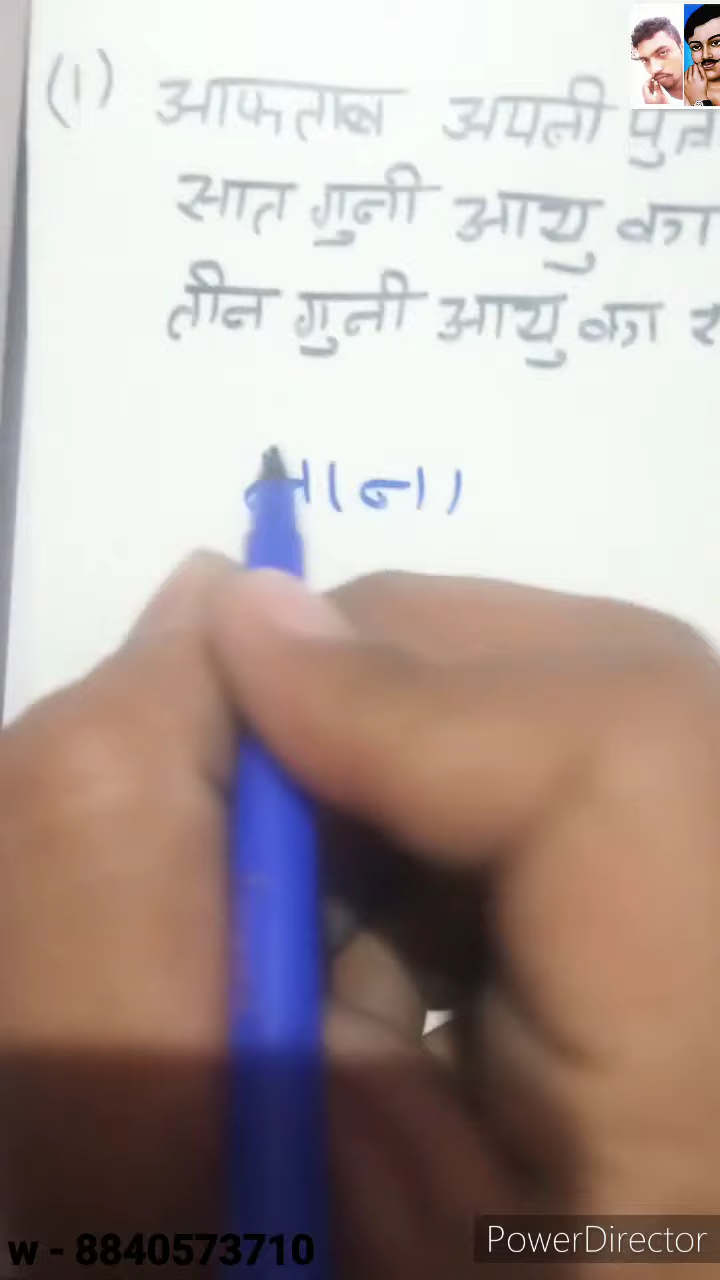 (1) आफताब अपनी
सात गुनी आयु का
तीन गुनी आयु का
w - 8840573710
PowerDirector